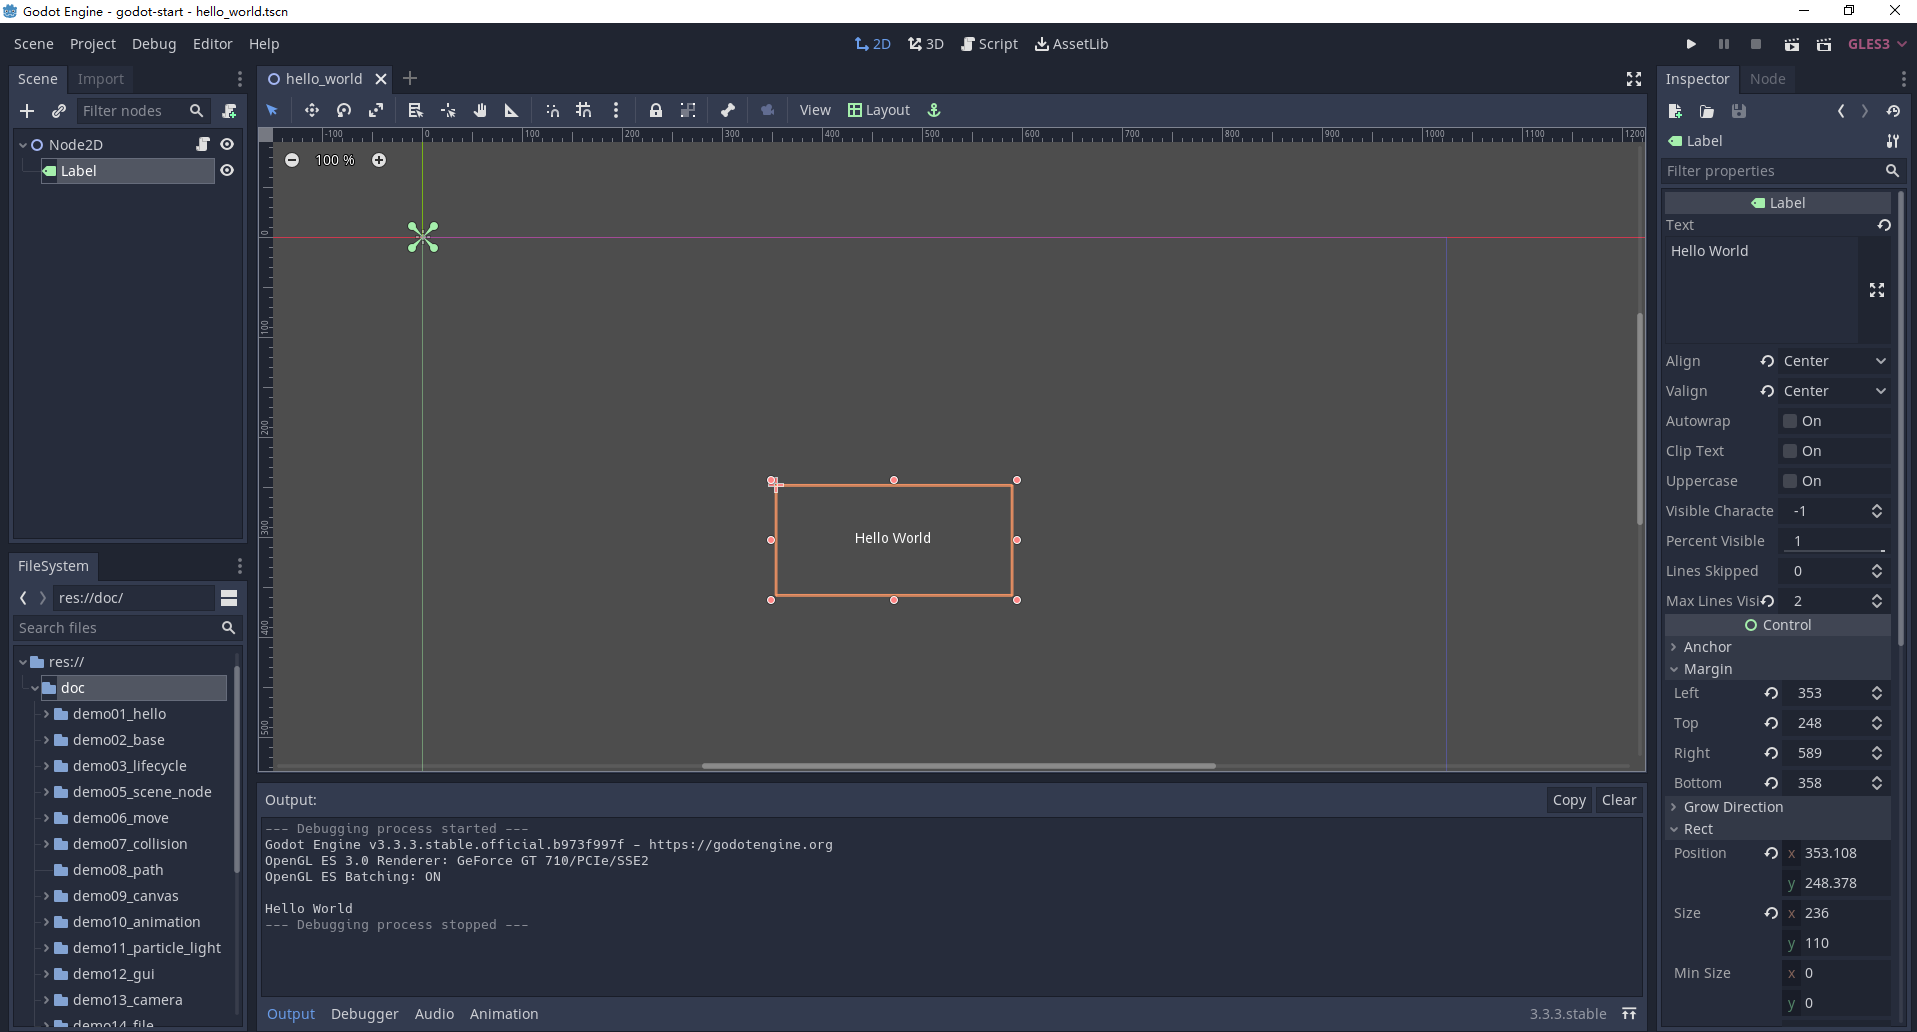 Godot Engine - godot-start - hello_world.tscn
Scene Project Debug Editor Help
2D 3D Script AssetLib
GLES3
Scene Import
Filter nodes
Node2D
Label
hello_world
View Layout
-100 0 100 200 300 400 500 600 700 800 900 1000 1100 1200
100 %
0
100
200
300
400
500
Hello World
FileSystem
res://doc/
Search files
res://
doc
demo01_hello
demo02_base
demo03_lifecycle
demo05_scene_node
demo06_move
demo07_collision
demo08_path
demo09_canvas
demo10_animation
demo11_particle_light
demo12_gui
demo13_camera
demo14_file
Output:
Copy Clear
--- Debugging process started ---
Godot Engine v3.3.3.stable.official.b973f997f - https://godotengine.org
OpenGL ES 3.0 Renderer: GeForce GT 710/PCIe/SSE2
OpenGL ES Batching: ON
Hello World
--- Debugging process stopped ---
Output Debugger Audio Animation
3.3.3.stable
Inspector Node
Label
Filter properties
Label
Text
Hello World
Align Center
Valign Center
Autowrap On
Clip Text On
Uppercase On
Visible Characte -1
Percent Visible 1
Lines Skipped 0
Max Lines Visi 2
Control
Anchor
Margin
Left 353
Top 248
Right 589
Bottom 358
Grow Direction
Rect
Position x 353.108
y 248.378
Size x 236
y 110
Min Size x 0
y 0